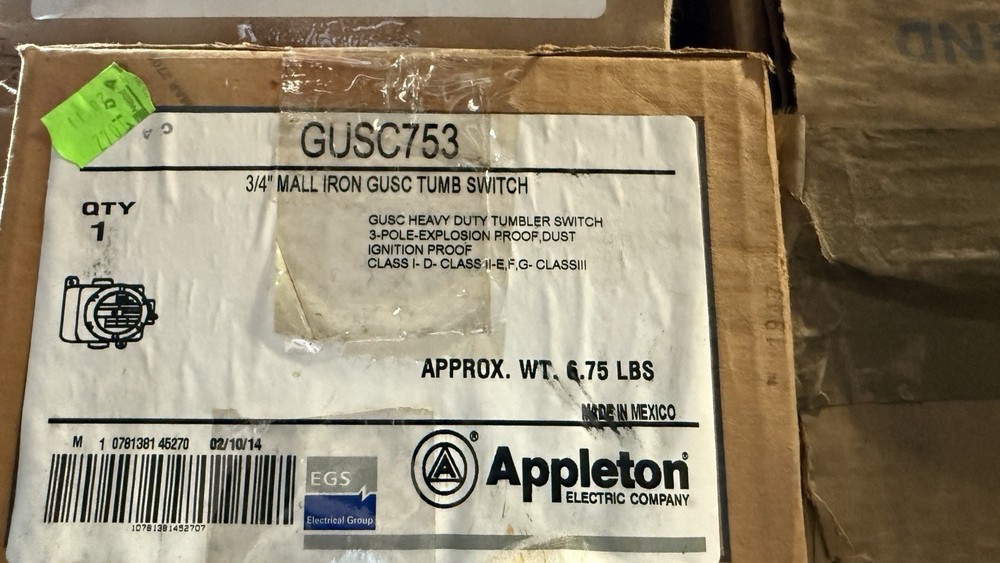 GUSC753
3/4" MALL IRON GUSC TUMB SWITCH
QTY
1
GUSC HEAVY DUTY TUMBLER SWITCH
3-POLE-EXPLOSION PROOF,DUST
IGNITION PROOF
CLASS I- D- CLASS II-E,F,G- CLASSIII
APPROX. WT. 6.75 LBS
MADE IN MEXICO
M 1 0781381 45270 02/10/14
10781381452707
EGS
Electrical Group
Appleton®
ELECTRIC COMPANY
END